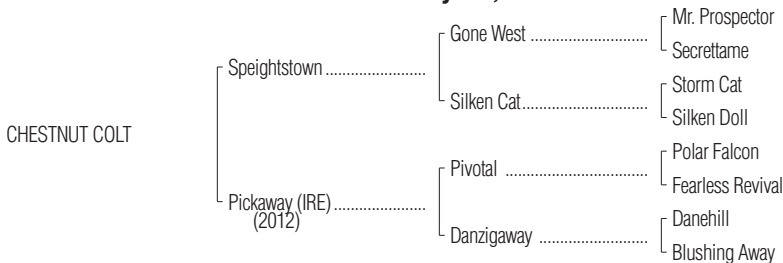 Mr. Prospector
Gone West ..............................
Secrettame
Speightstown .........................
Storm Cat
Silken Cat................................
Silken Doll
CHESTNUT COLT
Polar Falcon
Pivotal ....................................
Fearless Revival
Pickaway (IRE) .......................
(2012)
Danehill
Danzigaway ............................
Blushing Away